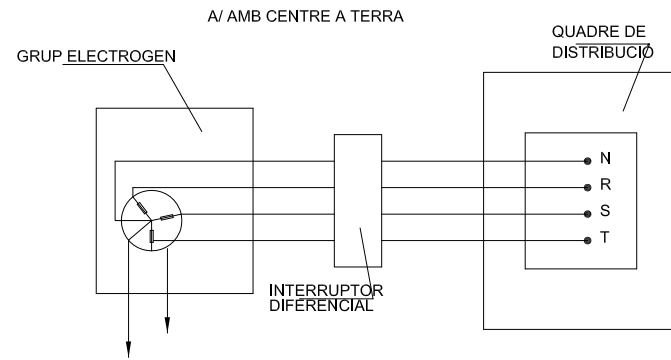 A/ AMB CENTRE A TERRA
GRUP ELECTROGEN
QUADRE DE
DISTRIBUCIÓ
N
R
S
T
INTERRUPTOR
DIFERENCIAL